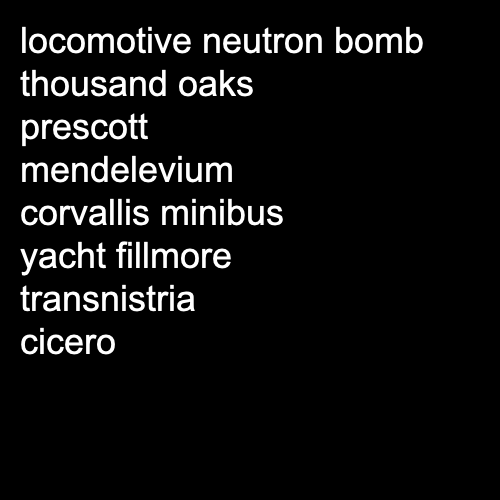 locomotive neutron bomb
thousand oaks
prescott
mendelevium
corvallis minibus
yacht fillmore
transnistria
cicero